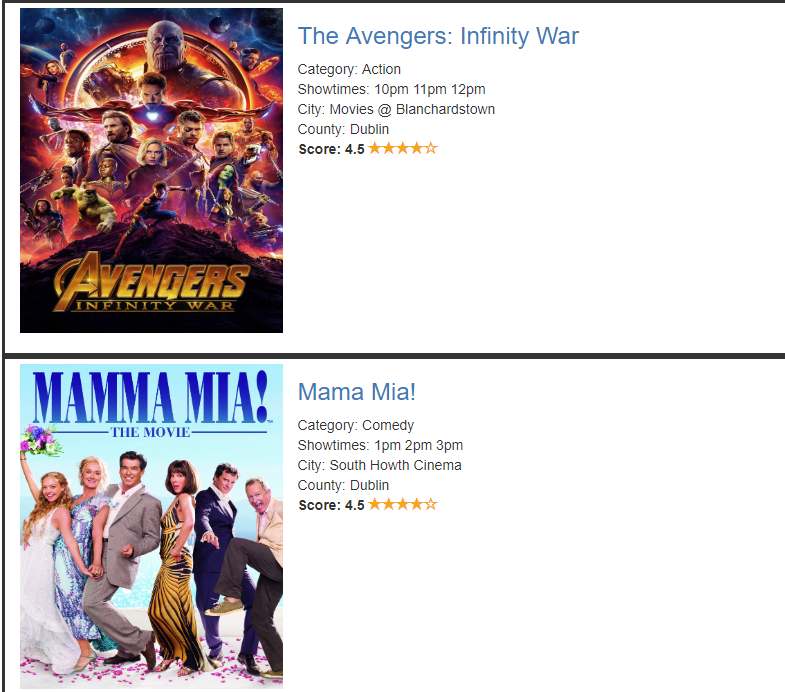 The Avengers: Infinity War
Category: Action
Showtimes: 10pm 11pm 12pm
City: Movies @ Blanchardstown
County: Dublin
Score: 4.5 ★★★★☆
AVENGERS
INFINITY WAR
MAMMA MIA!
THE MOVIE
Mama Mia!
Category: Comedy
Showtimes: 1pm 2pm 3pm
City: South Howth Cinema
County: Dublin
Score: 4.5 ★★★★☆